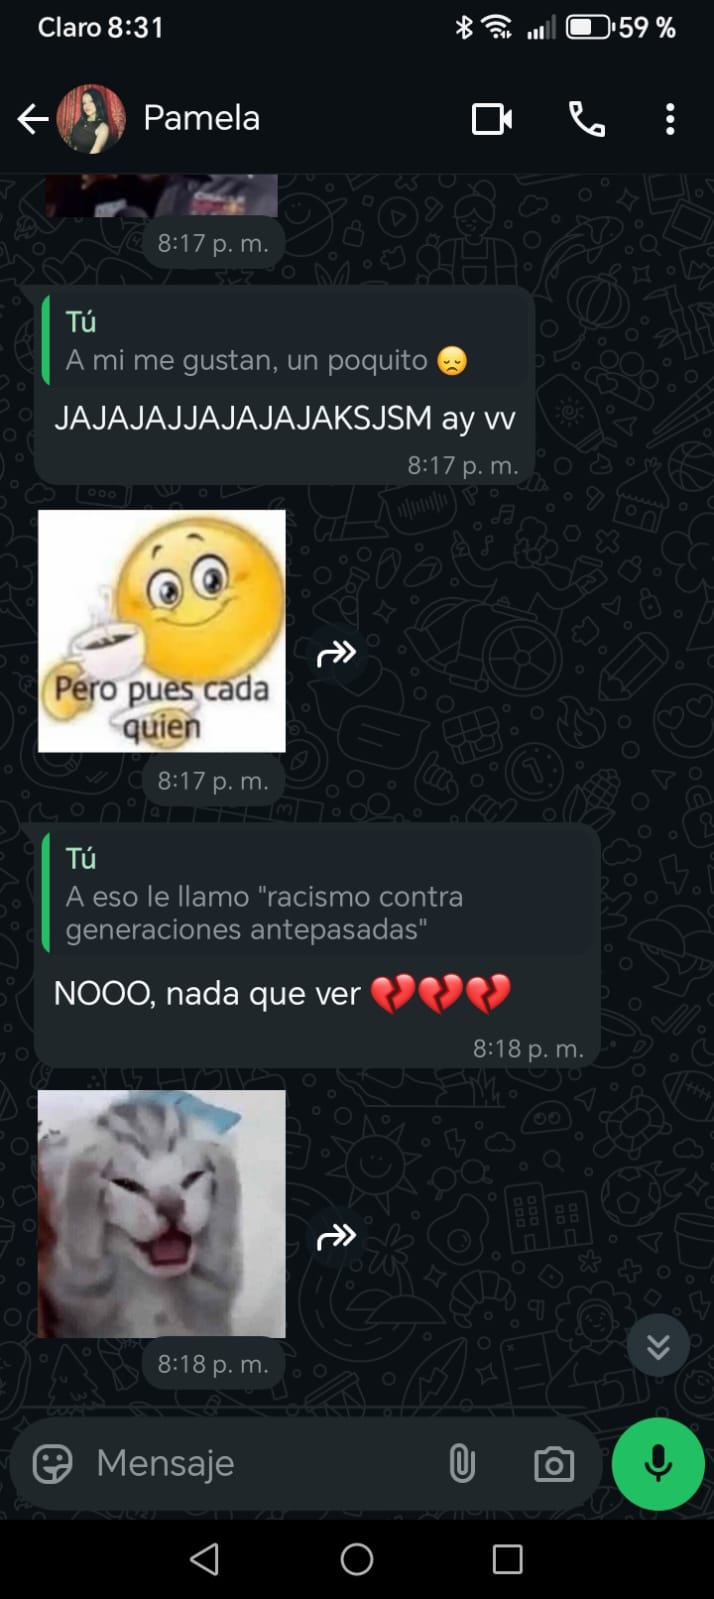 Claro 8:31
59 %
Pamela
8:17 p. m.
Tú
A mi me gustan, un poquito 😞
JAJAJAJJAJAJAJAKSJSM ay vv
8:17 p. m.
Pero pues cada
quien
8:17 p. m.
Tú
A eso le llamo "racismo contra
generaciones antepasadas"
NOOO, nada que ver 💔💔💔
8:18 p. m.
8:18 p. m.
Mensaje